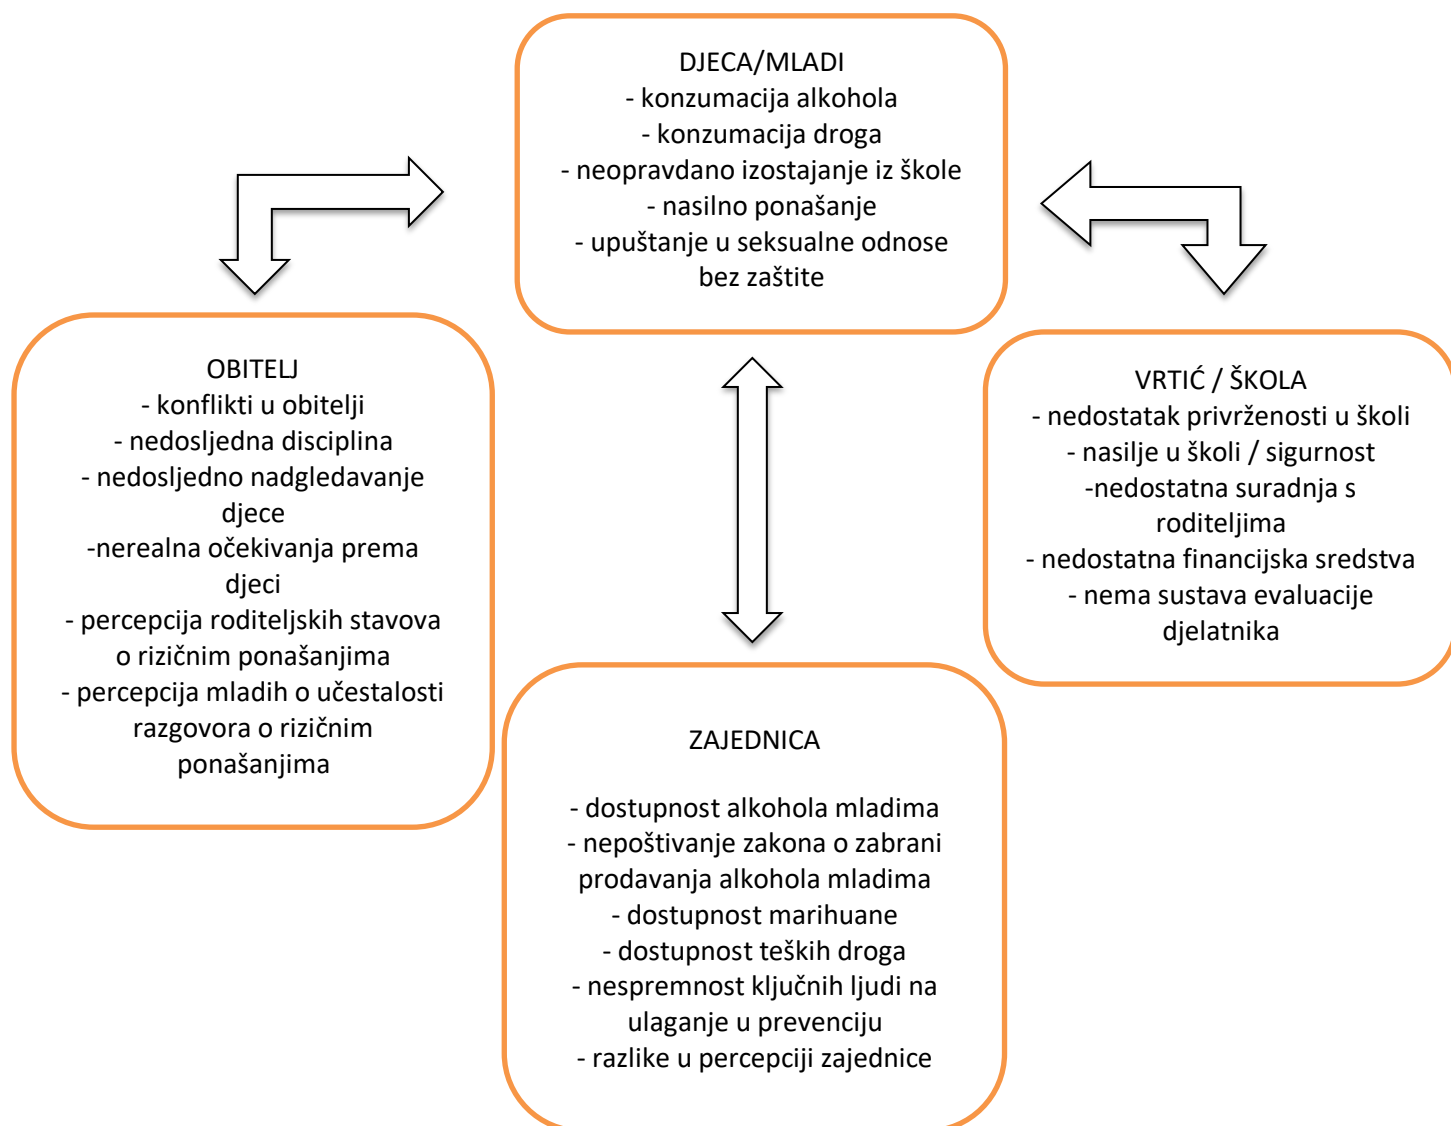 DJECA/MLADI
- konzumacija alkohola
- konzumacija droga
- neopravdano izostajanje iz škole
- nasilno ponašanje
- upuštanje u seksualne odnose
bez zaštite
OBITELJ
- konflikti u obitelji
- nedosljedna disciplina
- nedosljedno nadgledavanje
djece
-nerealna očekivanja prema
djeci
- percepcija roditeljskih stavova
o rizičnim ponašanjima
- percepcija mladih o učestalosti
razgovora o rizičnim
ponašanjima
VRTIĆ / ŠKOLA
- nedostatak privrženosti u školi
- nasilje u školi / sigurnost
-nedostatna suradnja s
roditeljima
- nedostatna financijska sredstva
- nema sustava evaluacije
djelatnika
ZAJEDNICA
- dostupnost alkohola mladima
- nepoštivanje zakona o zabrani
prodavanja alkohola mladima
- dostupnost marihuane
- dostupnost teških droga
- nespremnost ključnih ljudi na
ulaganje u prevenciju
- razlike u percepciji zajednice